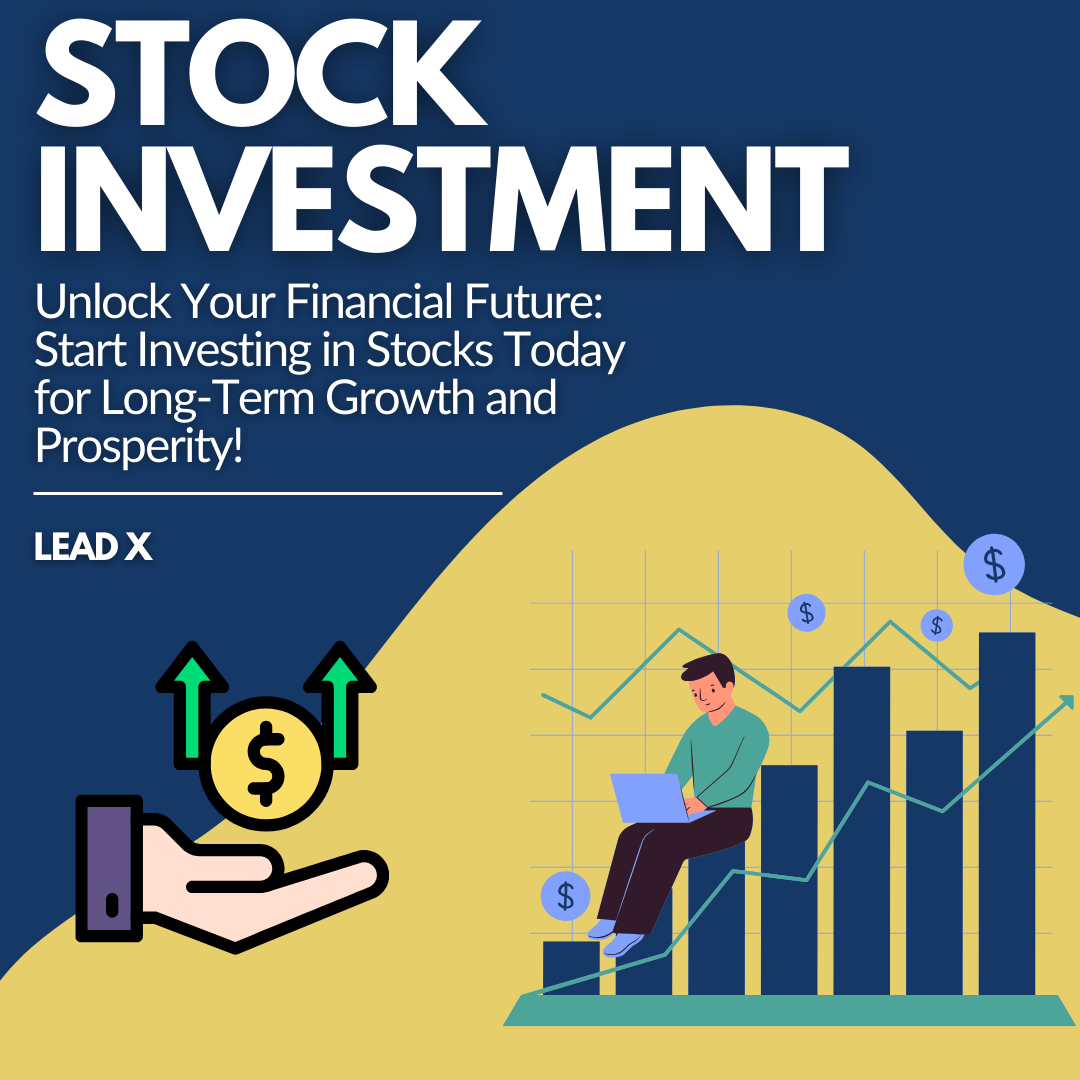 STOCK
INVESTMENT
Unlock Your Financial Future:
Start Investing in Stocks Today
for Long-Term Growth and
Prosperity!
LEAD X
$
$
$
$
$